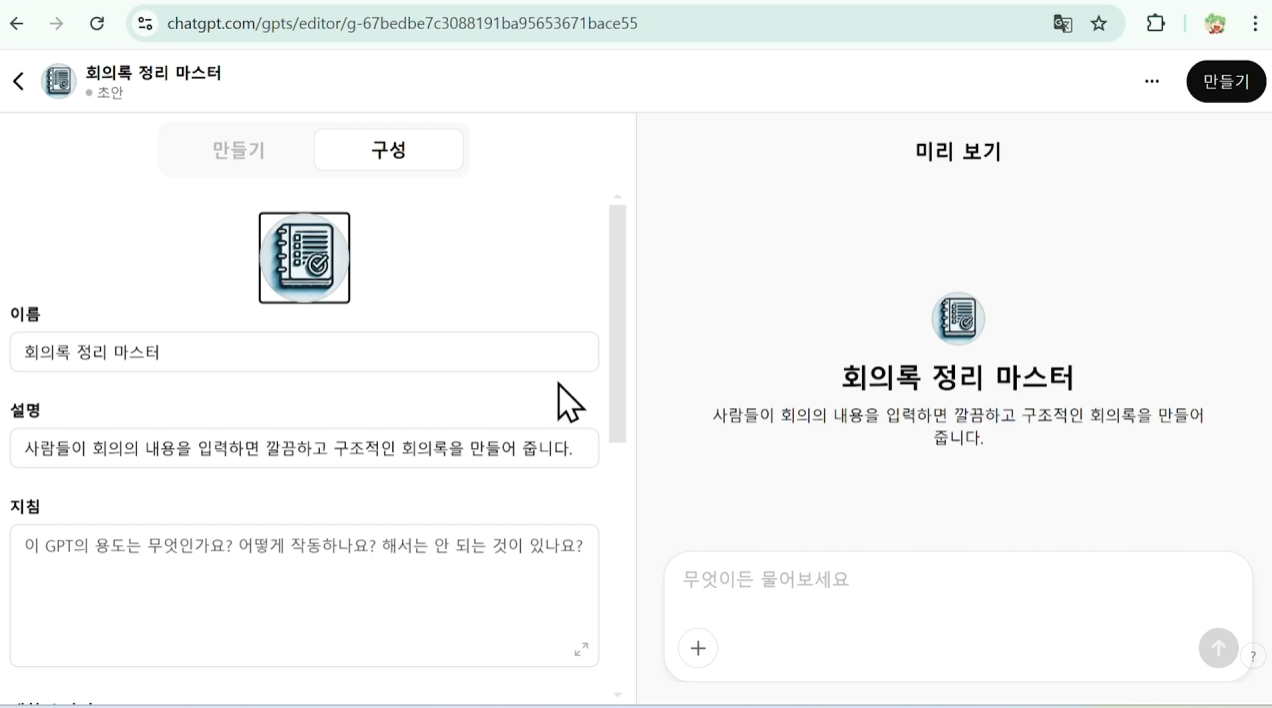 chatgpt.com/gpts/editor/g-67bedbe7c3088191ba95653671bace55
회의록 정리 마스터
초안
만들기
만들기
구성
미리 보기
이름
회의록 정리 마스터
설명
사람들이 회의의 내용을 입력하면 깔끔하고 구조적인 회의록을 만들어 줍니다.
지침
이 GPT의 용도는 무엇인가요? 어떻게 작동하나요? 해서는 안 되는 것이 있나요?
회의록 정리 마스터
사람들이 회의의 내용을 입력하면 깔끔하고 구조적인 회의록을 만들어
줍니다.
무엇이든 물어보세요
?